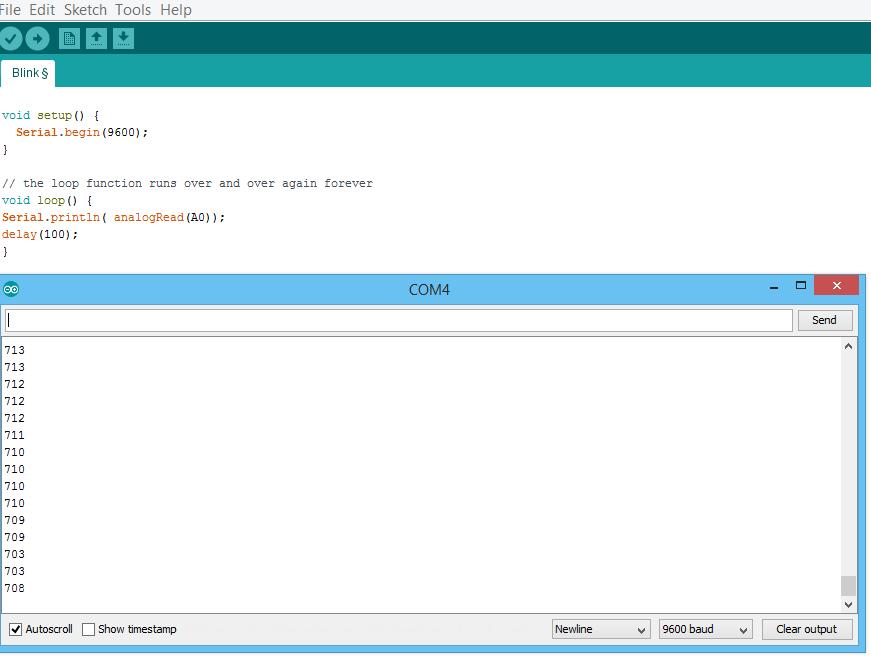 File Edit Sketch Tools Help
Blink §
void setup() {
  Serial.begin(9600);
}
// the loop function runs over and over again forever
void loop() {
Serial.println( analogRead(A0));
delay(100);
}
COM4
Send
713
713
712
712
712
711
710
710
710
710
709
709
703
703
708
Autoscroll Show timestamp Newline 9600 baud Clear output